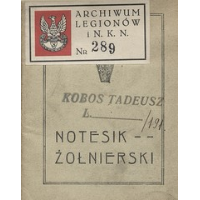 ARCHIWUM
LEGIONÓW
i N. K. N.
No 289
KOBOS TADEUSZ
L. /191
NOTESIK --
ŻOŁNIERSKI